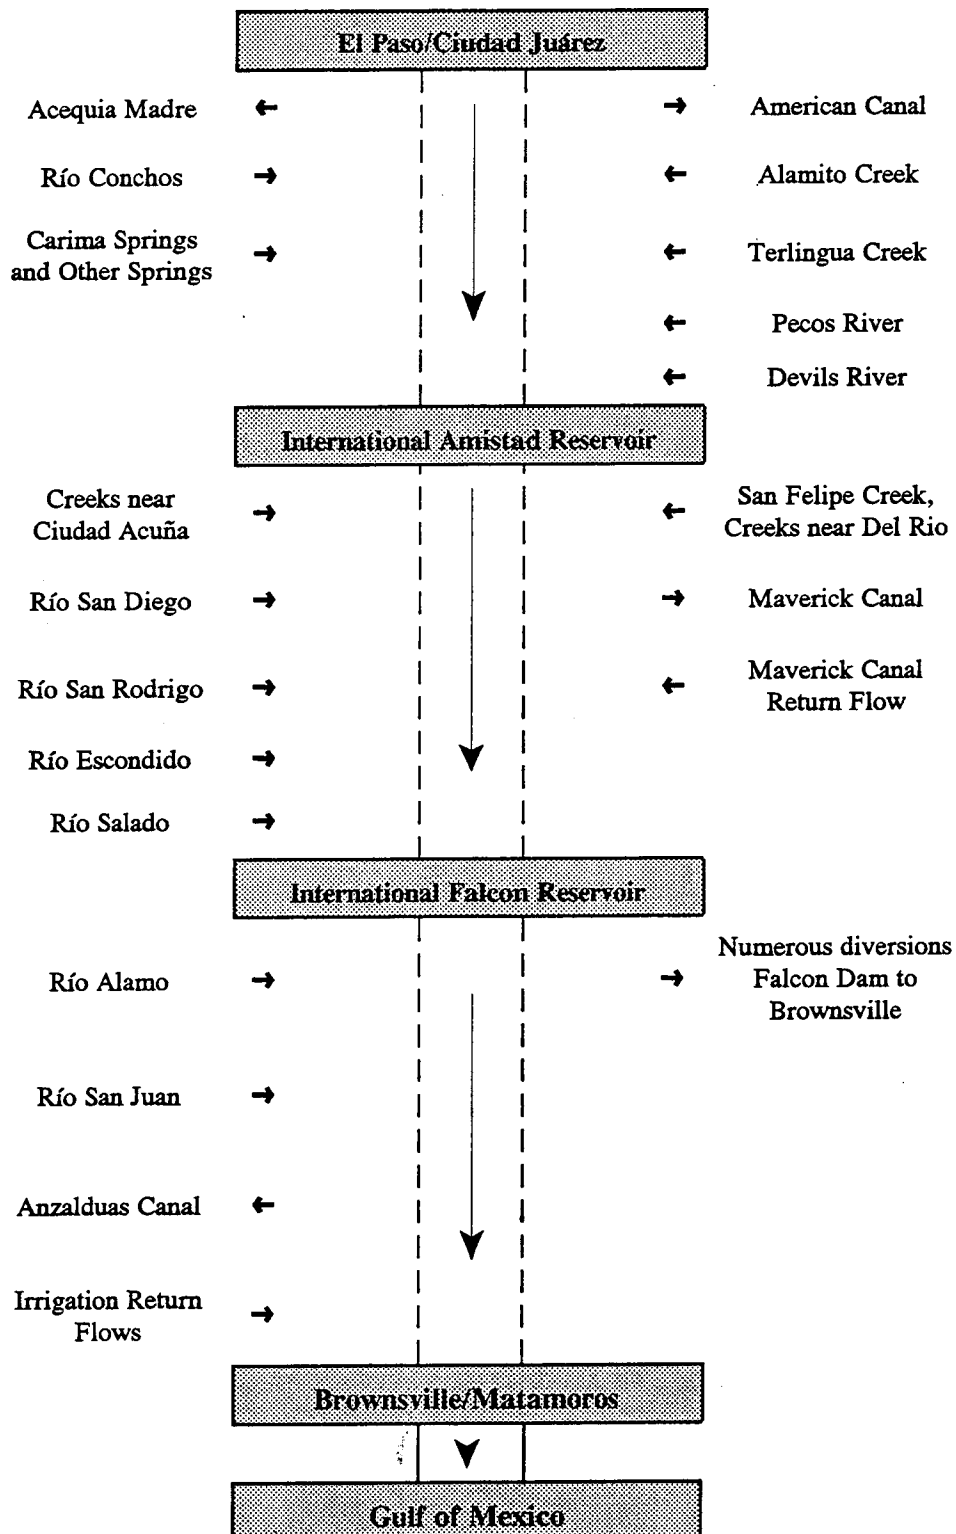 El Paso/Ciudad Juárez
Acequia Madre
American Canal
Río Conchos
Alamito Creek
Carima Springs
and Other Springs
Terlingua Creek
Pecos River
Devils River
International Amistad Reservoir
Creeks near
Ciudad Acuña
San Felipe Creek,
Creeks near Del Rio
Río San Diego
Maverick Canal
Río San Rodrigo
Maverick Canal
Return Flow
Río Escondido
Río Salado
International Falcon Reservoir
Río Alamo
Numerous diversions
Falcon Dam to
Brownsville
Río San Juan
Anzalduas Canal
Irrigation Return
Flows
Brownsville/Matamoros
Gulf of Mexico